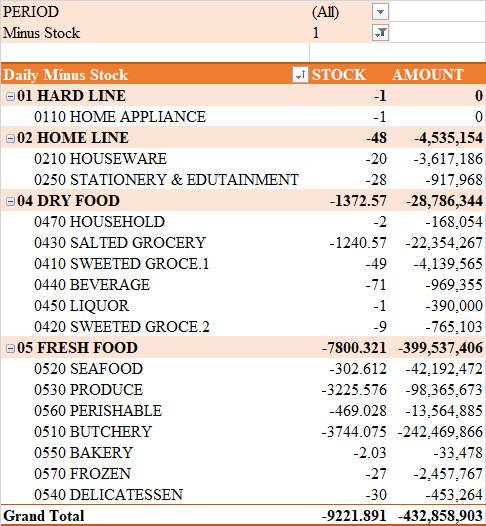 PERIOD (All)
Minus Stock 1
Daily Minus Stock STOCK AMOUNT
01 HARD LINE -1 0
0110 HOME APPLIANCE -1 0
02 HOME LINE -48 -4,535,154
0210 HOUSEWARE -20 -3,617,186
0250 STATIONERY & EDUTAINMENT -28 -917,968
04 DRY FOOD -1372.57 -28,786,344
0470 HOUSEHOLD -2 -168,054
0430 SALTED GROCERY -1240.57 -22,354,267
0410 SWEETED GROCE.1 -49 -4,139,565
0440 BEVERAGE -71 -969,355
0450 LIQUOR -1 -390,000
0420 SWEETED GROCE.2 -9 -765,103
05 FRESH FOOD -7800.321 -399,537,406
0520 SEAFOOD -302.612 -42,192,472
0530 PRODUCE -3225.576 -98,365,673
0560 PERISHABLE -469.028 -13,564,885
0510 BUTCHERY -3744.075 -242,469,866
0550 BAKERY -2.03 -33,478
0570 FROZEN -27 -2,457,767
0540 DELICATESSEN -30 -453,264
Grand Total -9221.891 -432,858,903